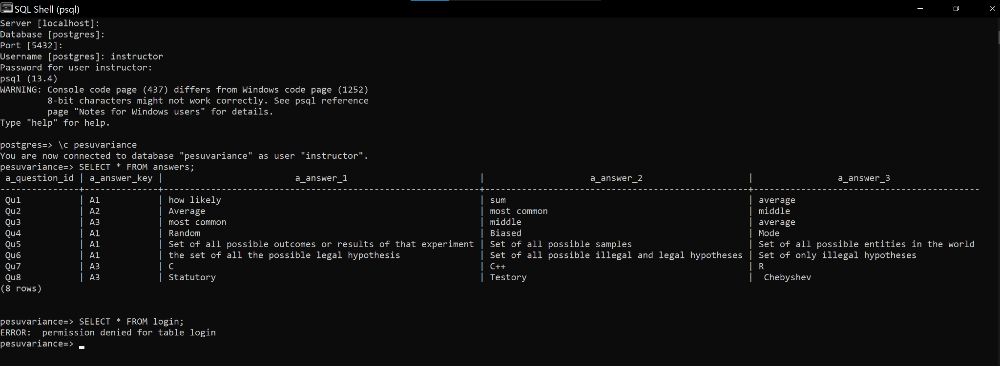 SQL Shell (psql)
Server [localhost]:
Database [postgres]:
Port [5432]:
Username [postgres]: instructor
Password for user instructor:
psql (13.4)
WARNING: Console code page (437) differs from Windows code page (1252)
         8-bit characters might not work correctly. See psql reference
         page "Notes for Windows users" for details.
Type "help" for help.

postgres=> \c pesuvariance
You are now connected to database "pesuvariance" as user "instructor".
pesuvariance=> SELECT * FROM answers;
 a_question_id | a_answer_key |                         a_answer_1                         |                    a_answer_2                    |                a_answer_3
---------------+--------------+------------------------------------------------------------+--------------------------------------------------+-------------------------------------------
 Qu1           | A1           | how likely                                                 | sum                                              | average
 Qu2           | A2           | Average                                                    | most common                                      | middle
 Qu3           | A3           | most common                                                | middle                                           | average
 Qu4           | A1           | Random                                                     | Biased                                           | Mode
 Qu5           | A1           | Set of all possible outcomes or results of that experiment | Set of all possible samples                      | Set of all possible entities in the world
 Qu6           | A1           | the set of all the possible legal hypothesis               | Set of all possible illegal and legal hypotheses | Set of only illegal hypotheses
 Qu7           | A3           | C                                                          | C++                                              | R
 Qu8           | A3           | Statutory                                                  | Testory                                          |  Chebyshev
(8 rows)

pesuvariance=> SELECT * FROM login;
ERROR:  permission denied for table login
pesuvariance=>